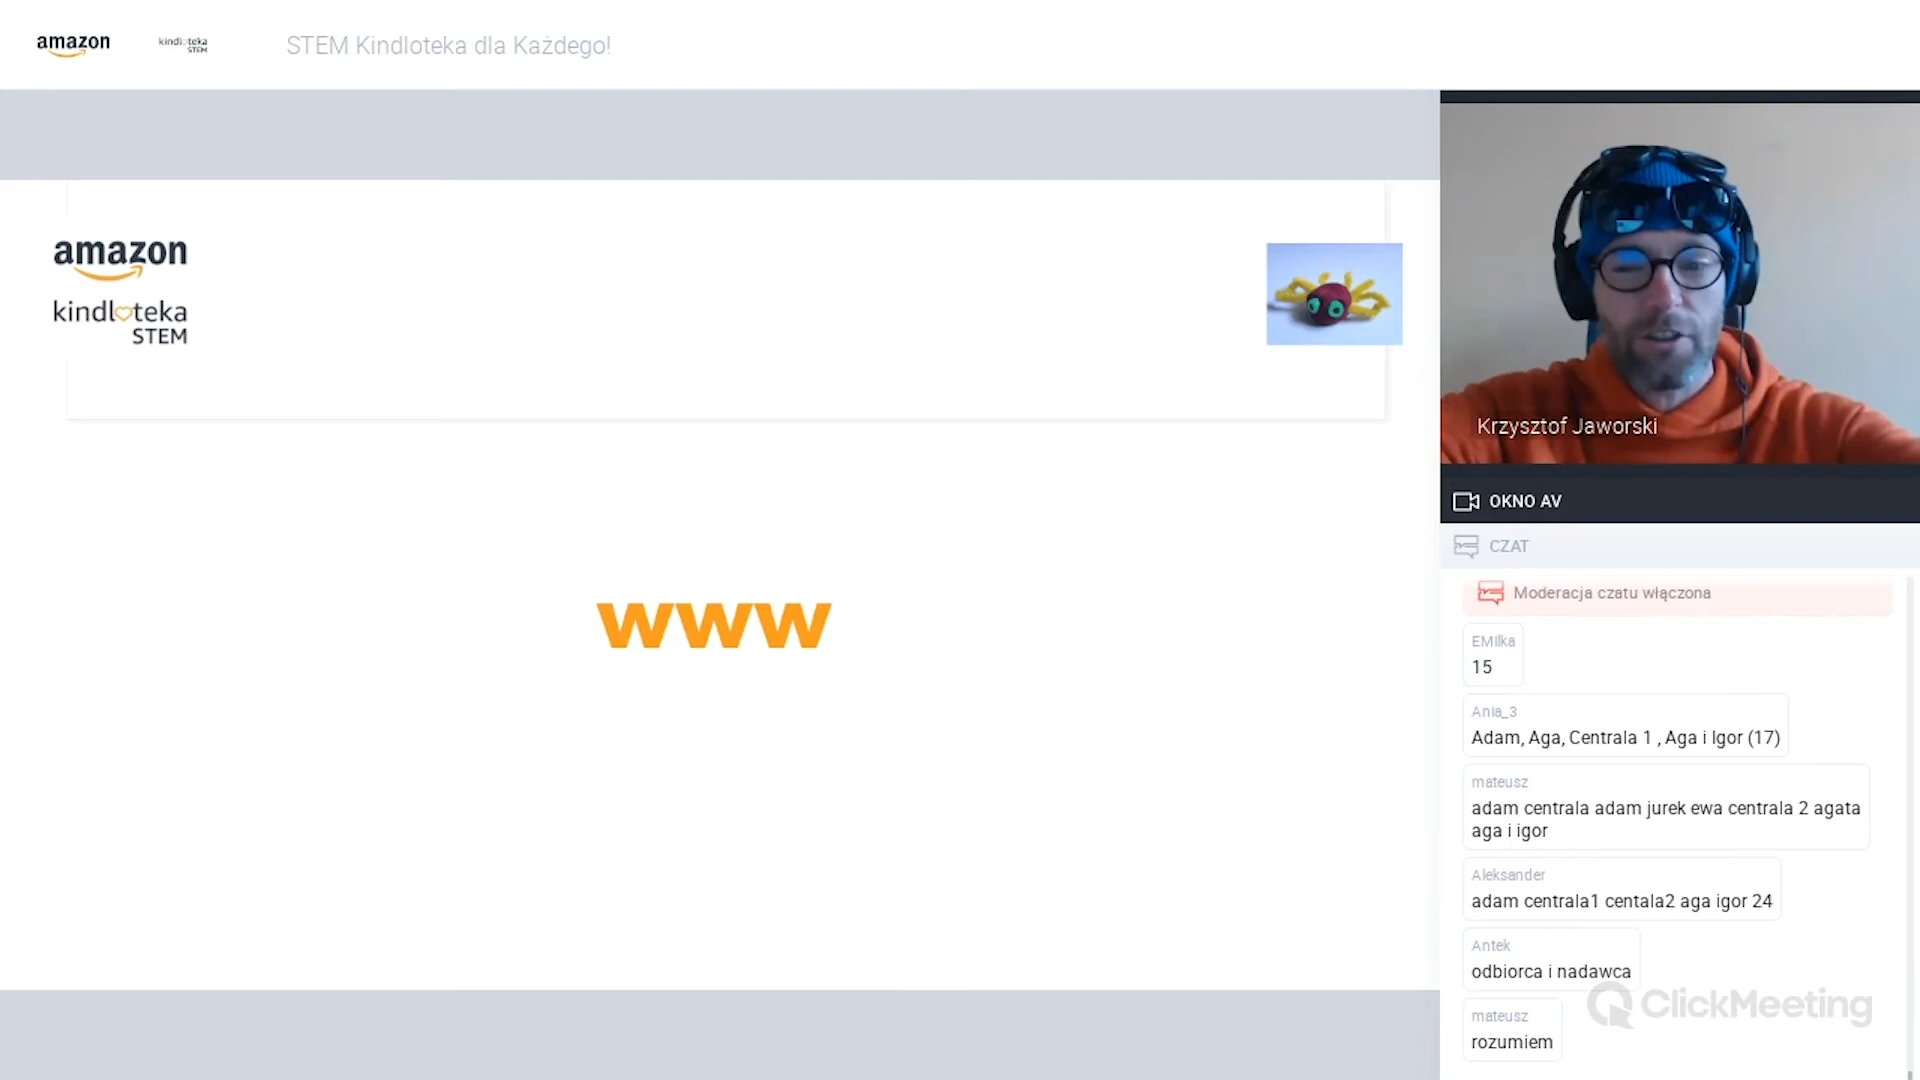 amazon
kindloteka
STEM
STEM Kindloteka dla Każdego!
amazon
kindloteka
STEM
www
Krzysztof Jaworski
OKNO AV
CZAT
Moderacja czatu włączona
EMilka
15
Ania_3
Adam, Aga, Centrala 1 , Aga i Igor (17)
mateusz
adam centrala adam jurek ewa centrala 2 agata
aga i igor
Aleksander
adam centrala1 centala2 aga igor 24
Antek
odbiorca i nadawca
ClickMeeting
mateusz
rozumiem